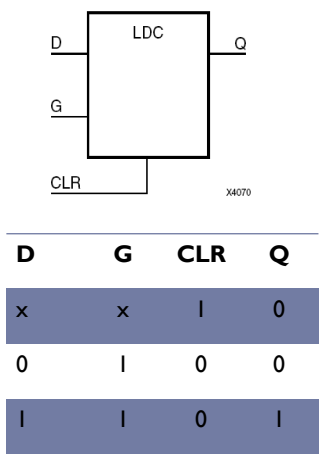 LDC
D
Q
G
CLR
X4070
D G CLR Q
x x 1 0
0 1 0 0
1 1 0 1